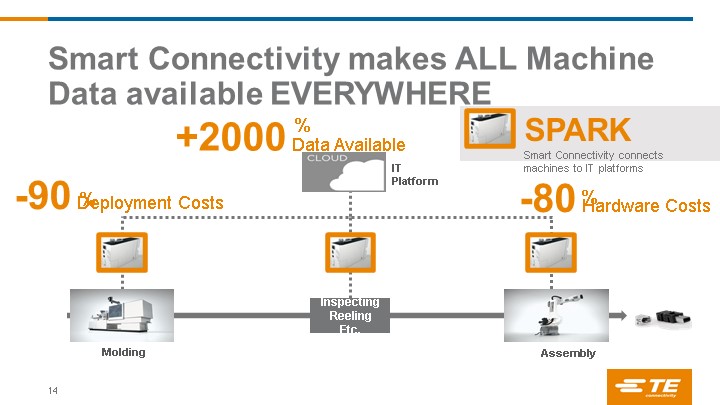 Smart Connectivity makes ALL Machine
Data available EVERYWHERE
+2000 %
Data Available
SPARK
Smart Connectivity connects
machines to IT platforms
CLOUD
IT
Platform
-90 %
Deployment Costs
-80 %
Hardware Costs
Inspecting
Reeling
Etc.
Molding
Assembly
14
TE
connectivity